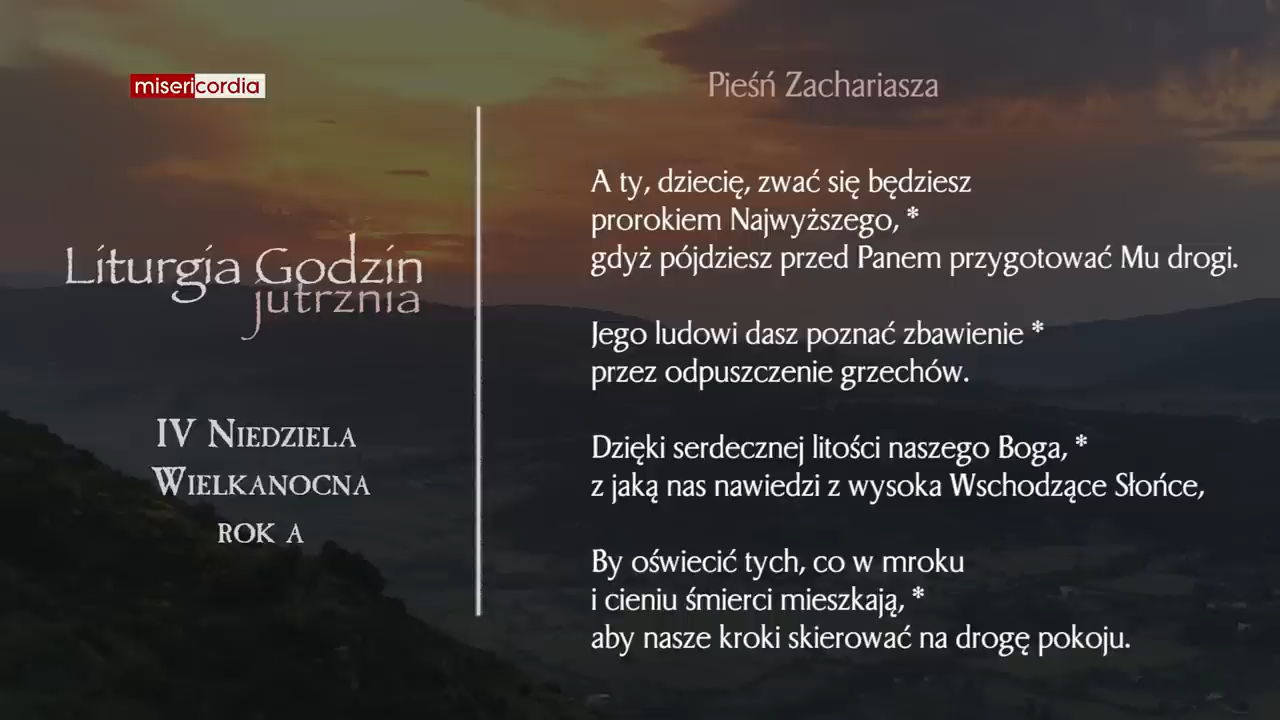 misericordia
Liturgia Godzin
jutrznia
IV Niedziela
Wielkanocna
rok A
Pieśń Zachariasza
A ty, dziecię, zwać się będziesz
prorokiem Najwyższego, *
gdyż pójdziesz przed Panem przygotować Mu drogi.
Jego ludowi dasz poznać zbawienie *
przez odpuszczenie grzechów.
Dzięki serdecznej litości naszego Boga, *
z jaką nas nawiedzi z wysoka Wschodzące Słońce,
By oświecić tych, co w mroku
i cieniu śmierci mieszkają, *
aby nasze kroki skierować na drogę pokoju.